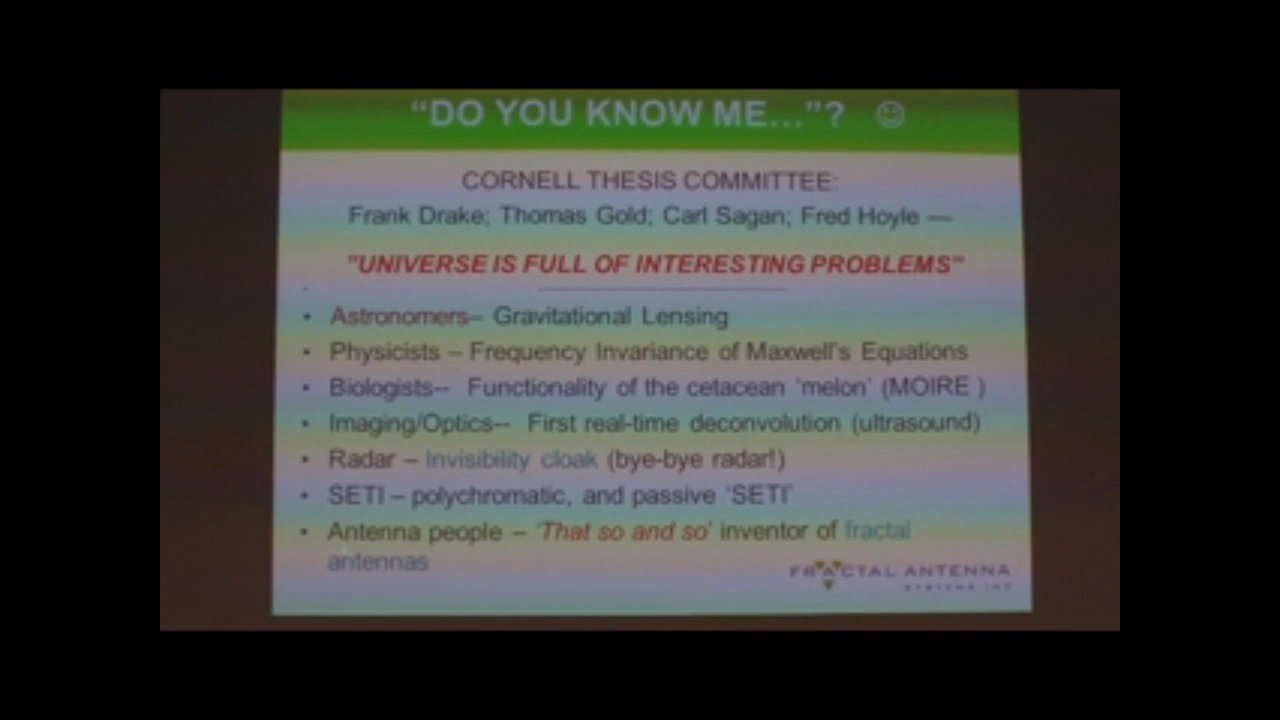 “DO YOU KNOW ME...”? ☺
CORNELL THESIS COMMITTEE:
Frank Drake; Thomas Gold; Carl Sagan; Fred Hoyle —
"UNIVERSE IS FULL OF INTERESTING PROBLEMS"
• Astronomers– Gravitational Lensing
• Physicists – Frequency Invariance of Maxwell's Equations
• Biologists-- Functionality of the cetacean 'melon' (MOIRE )
• Imaging/Optics-- First real-time deconvolution (ultrasound)
• Radar – Invisibility cloak (bye-bye radar!)
• SETI – polychromatic, and passive 'SETI'
• Antenna people – 'That so and so' inventor of fractal
antennas
FRACTAL ANTENNA
SYSTEMS INC